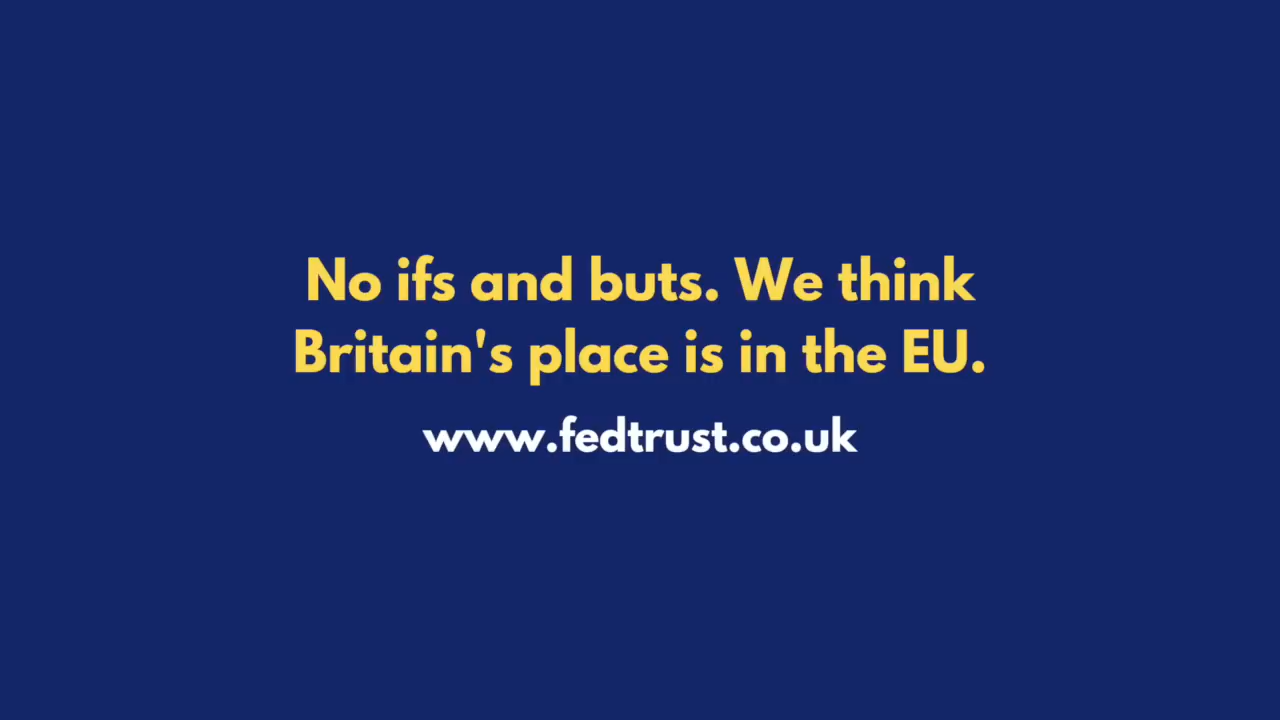 No ifs and buts. We think
Britain's place is in the EU.
www.fedtrust.co.uk